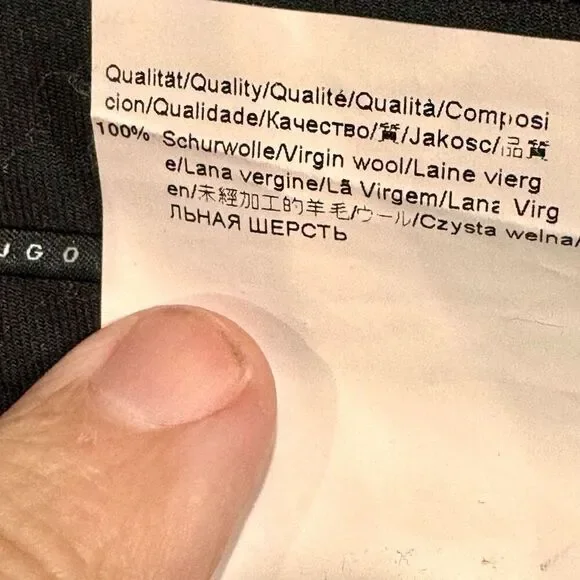 Qualität/Quality/Qualité/Qualità/Composi
cion/Qualidade/Качество/質/Jakosc/品質
100% Schurwolle/Virgin wool/Laine vierg
e/Lana vergine/Lã Virgem/Lana Virg
en/未經加工的羊毛/ウール/Czysta welna/
ЛЬНАЯ ШЕРСТЬ
UGO